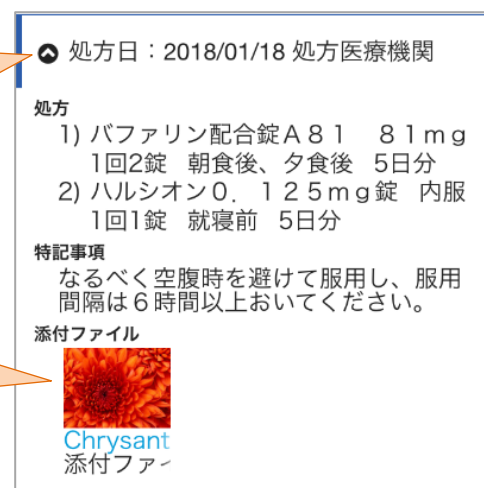 処方日：2018/01/18 処方医療機関
処方
1) バファリン配合錠Ａ８１　８１ｍｇ
1回2錠　朝食後、夕食後　5日分
2) ハルシオン０．１２５ｍｇ錠　内服
1回1錠　就寝前　5日分
特記事項
なるべく空腹時を避けて服用し、服用
間隔は６時間以上おいてください。
添付ファイル
Chrysant
添付ファ